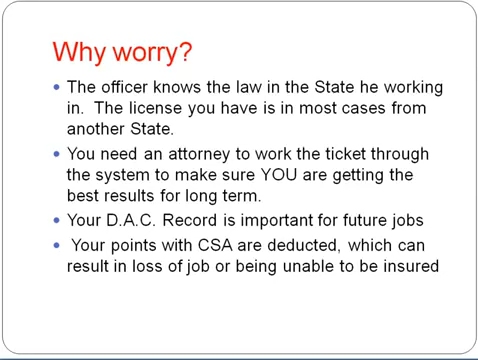 Why worry?
• The officer knows the law in the State he working
in. The license you have is in most cases from
another State.
• You need an attorney to work the ticket through
the system to make sure YOU are getting the
best results for long term.
• Your D.A.C. Record is important for future jobs
• Your points with CSA are deducted, which can
result in loss of job or being unable to be insured